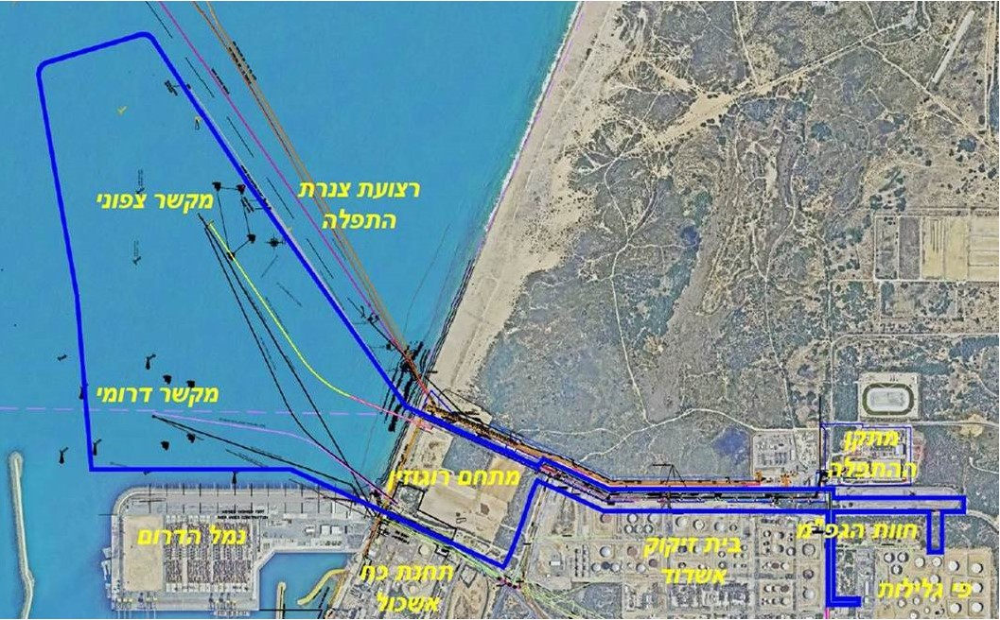 רצועת צנרת
התפלה
מקשר צפוני
מקשר דרומי
מתקן
ההתפלה
מתחם רוגוזין
חוות הגפ"מ
נמל הדרום
בית זיקוק
אשדוד
תחנת כח
אשכול
פי גלילות